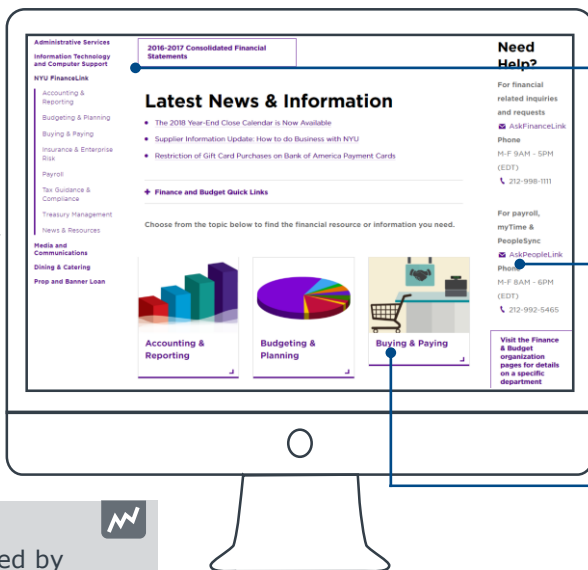 Administrative Services
Information Technology
and Computer Support
NYU FinanceLink
Accounting &
Reporting
Budgeting & Planning
Buying & Paying
Insurance & Enterprise
Risk
Payroll
Tax Guidance &
Compliance
Treasury Management
News & Resources
Media and
Communications
Dining & Catering
Prop and Banner Loan
2016-2017 Consolidated Financial
Statements
Latest News & Information
• The 2018 Year-End Close Calendar is Now Available
• Supplier Information Update: How to do Business with NYU
• Restriction of Gift Card Purchases on Bank of America Payment Cards
Finance and Budget Quick Links
Choose from the topic below to find the financial resource or information you need.
Accounting &
Reporting
Budgeting &
Planning
Buying & Paying
Need
Help?
For financial
related inquiries
and requests
AskFinanceLink
Phone
M-F 9AM - 5PM
(EDT)
212-998-1111
For payroll,
myTime &
PeopleSync
AskPeopleLink
Phone
M-F 8AM - 6PM
(EDT)
212-992-5465
Visit the Finance
& Budget
organization
pages for details
on a specific
department
ed by